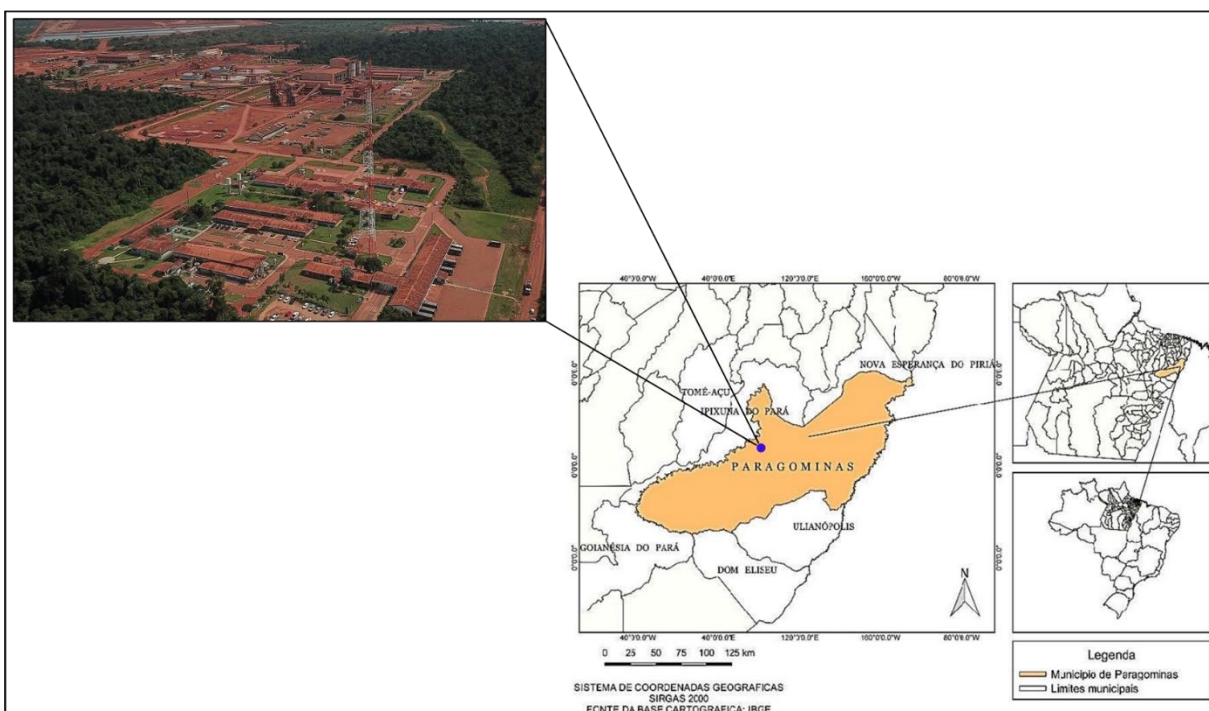 40°3'0.0"W 0°0'0.0"E 120°3'0.0"E 160°0'0.0"W 80°0'0.0"W
NOVA ESPERANÇA DO PIRIÁ
TOMÉ-AÇU
IPIXUNA DO PARÁ
PARAGOMINAS
ULIANÓPOLIS
GOIANÉSIA DO PARÁ
DOM ELISEU
N
0 25 50 75 100 125 km
SISTEMA DE COORDENADAS GEOGRAFICAS
SIRGAS 2000
FONTE DA BASE CARTOGRAFICA: IBGE
Legenda
Município de Paragominas
Limites municipais